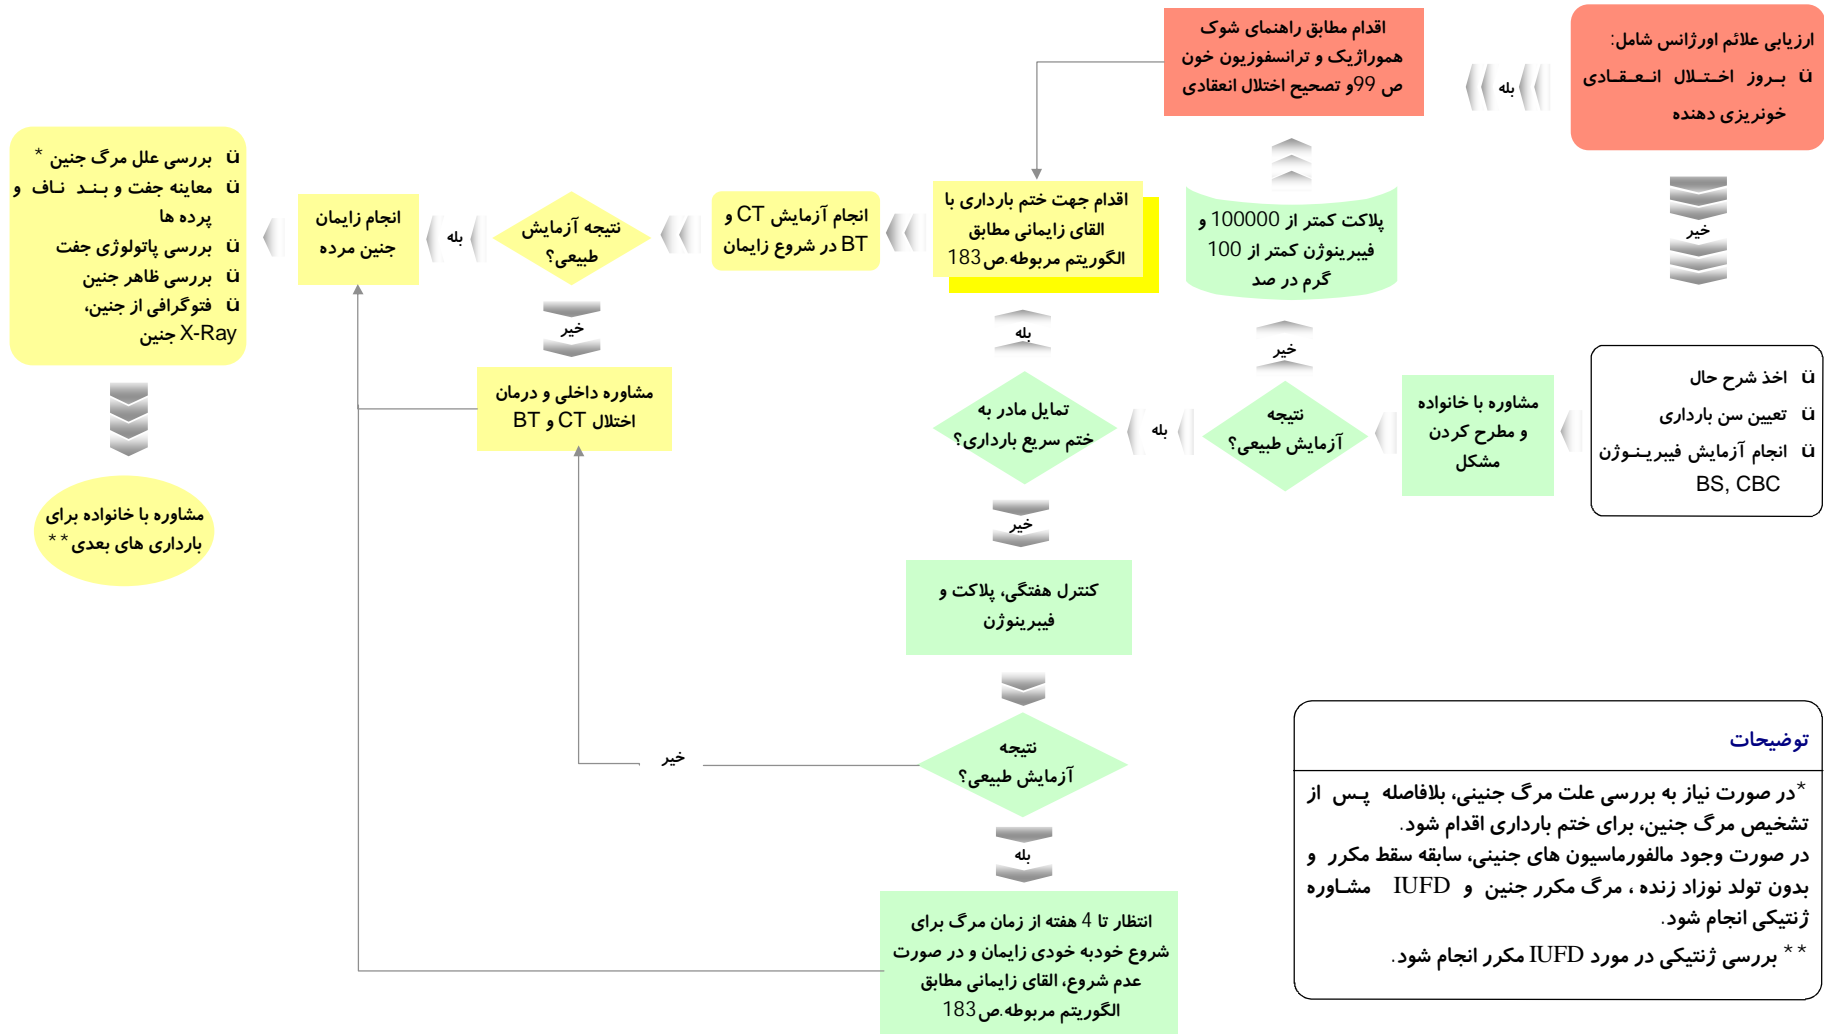 ارزیابی علائم اورژانس شامل:
ü بروز اختلال انعقادی
خونریزی دهنده
بله
اقدام مطابق راهنمای شوک
هموراژیک و ترانسفوزیون خون
ص 99و تصحیح اختلال انعقادی
خیر
ü اخذ شرح حال
ü تعیین سن بارداری
ü انجام آزمایش فیبرینوژن
BS, CBC
مشاوره با خانواده
و مطرح کردن
مشکل
نتیجه
آزمایش طبیعی؟
خیر
پلاکت کمتر از 100000 و
فیبرینوژن کمتر از 100
گرم در صد
بله
تمایل مادر به
ختم سریع بارداری؟
بله
اقدام جهت ختم بارداری با
القای زایمانی مطابق
الگوریتم مربوطه.ص183
انجام آزمایش CT و
BT در شروع زایمان
نتیجه آزمایش
طبیعی؟
بله
انجام زایمان
جنین مرده
ü بررسی علل مرگ جنین *
ü معاینه جفت و بند ناف و
پرده ها
ü بررسی پاتولوژی جفت
ü بررسی ظاهر جنین
ü فتوگرافی از جنین،
X-Ray جنین
مشاوره با خانواده برای
بارداری های بعدی**
خیر
مشاوره داخلی و درمان
اختلال CT و BT
خیر
کنترل هفتگی، پلاکت و
فیبرینوژن
نتیجه
آزمایش طبیعی؟
خیر
بله
انتظار تا 4 هفته از زمان مرگ برای
شروع خودبه خودی زایمان و در صورت
عدم شروع، القای زایمانی مطابق
الگوریتم مربوطه.ص183
توضیحات
*در صورت نیاز به بررسی علت مرگ جنینی، بلافاصله پس از
تشخیص مرگ جنین، برای ختم بارداری اقدام شود.
در صورت وجود مالفورماسیون های جنینی، سابقه سقط مکرر و
بدون تولد نوزاد زنده ، مرگ مکرر جنین و IUFD مشاوره
ژنتیکی انجام شود.
** بررسی ژنتیکی در مورد IUFD مکرر انجام شود.